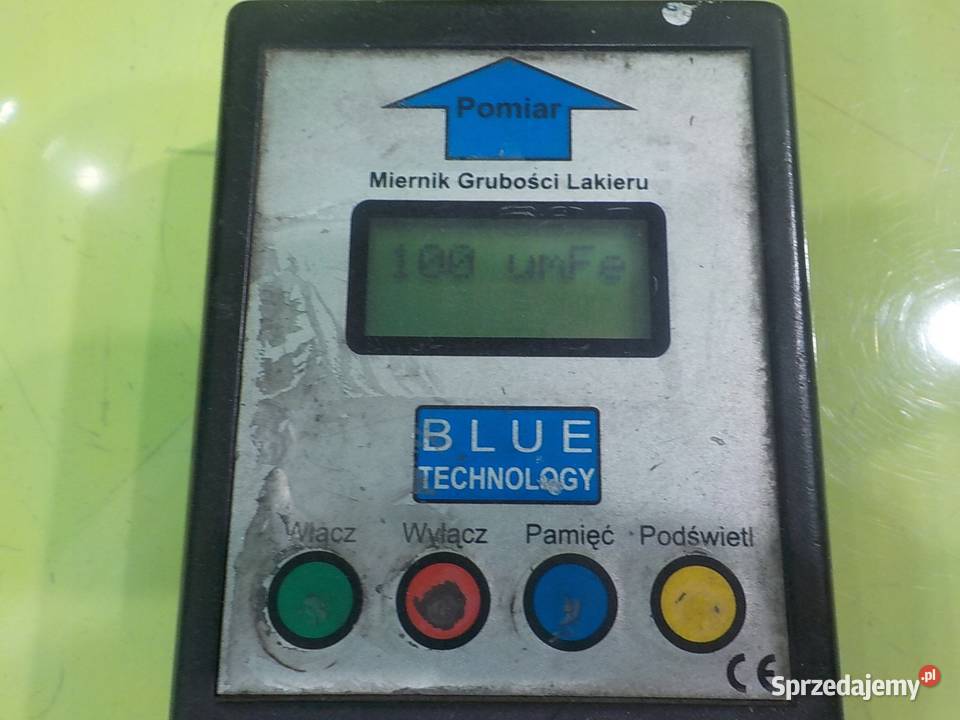 Pomiar
Miernik Grubości Lakieru
100 umFe
BLUE
TECHNOLOGY
Włącz Wyłącz Pamięć Podświetl
CE
Sprzedajemy.pl